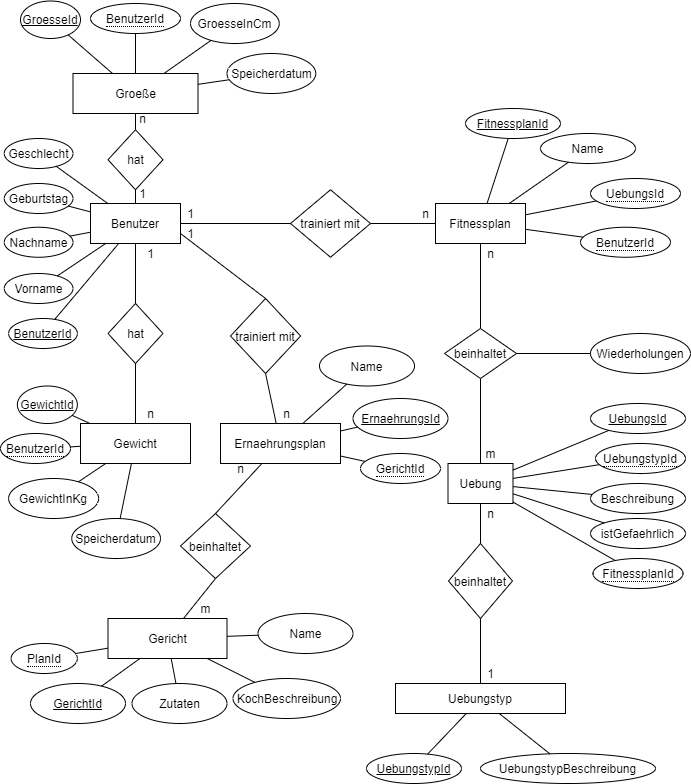 GroesseId
BenutzerId
GroesseInCm
Speicherdatum
Groeße
n
hat
1
Geschlecht
Geburtstag
Nachname
Vorname
BenutzerId
Benutzer
1
1
1
trainiert mit
n
Fitnessplan
FitnessplanId
Name
UebungsId
BenutzerId
n
hat
n
trainiert mit
n
beinhaltet
Wiederholungen
m
GewichtId
BenutzerId
GewichtInKg
Speicherdatum
Gewicht
Name
ErnaehrungsId
GerichtId
Ernaehrungsplan
n
beinhaltet
m
Uebung
UebungsId
UebungstypId
Beschreibung
istGefaehrlich
FitnessplanId
n
beinhaltet
1
Gericht
Name
PlanId
GerichtId
Zutaten
KochBeschreibung
Uebungstyp
UebungstypId
UebungstypBeschreibung